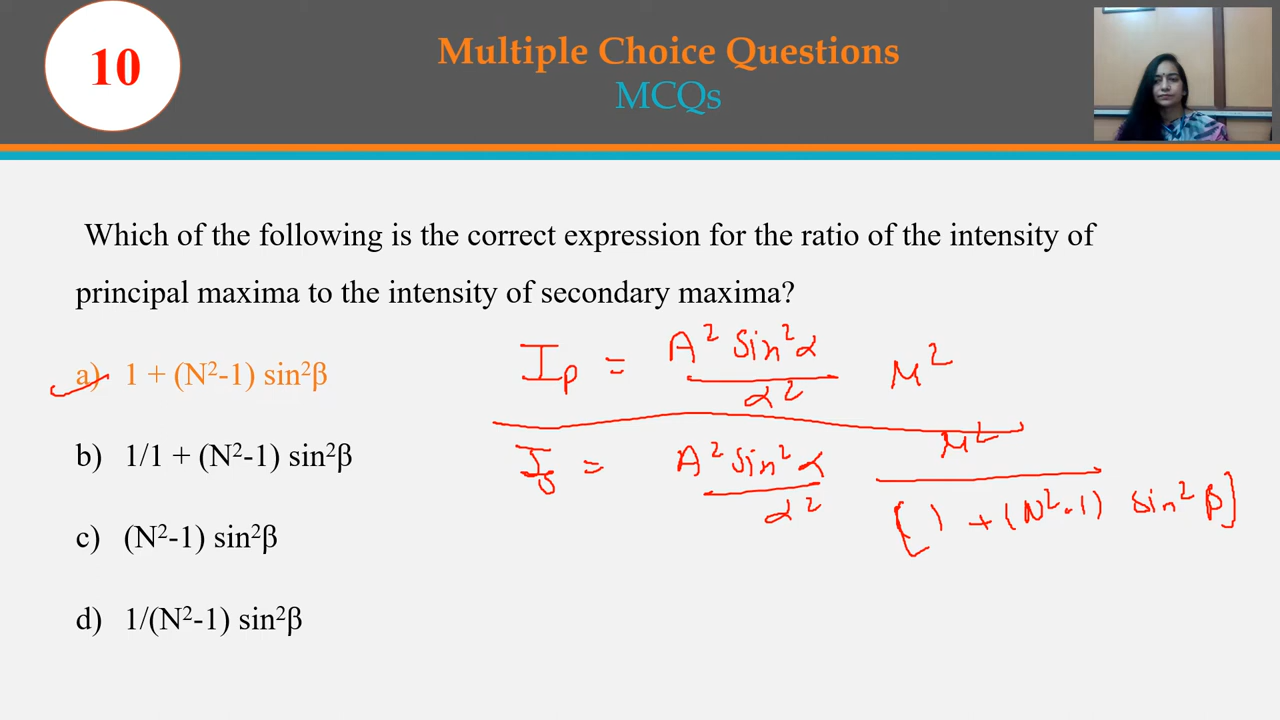 10
Multiple Choice Questions
MCQs
Which of the following is the correct expression for the ratio of the intensity of
principal maxima to the intensity of secondary maxima?
a) 1 + (N²-1) sin²β
b) 1/1 + (N²-1) sin²β
c) (N²-1) sin²β
d) 1/(N²-1) sin²β
I_P = A² Sin²α / α² N²
I_S = A² Sin²α / α² N² / [1 + (N²-1) Sin²β]